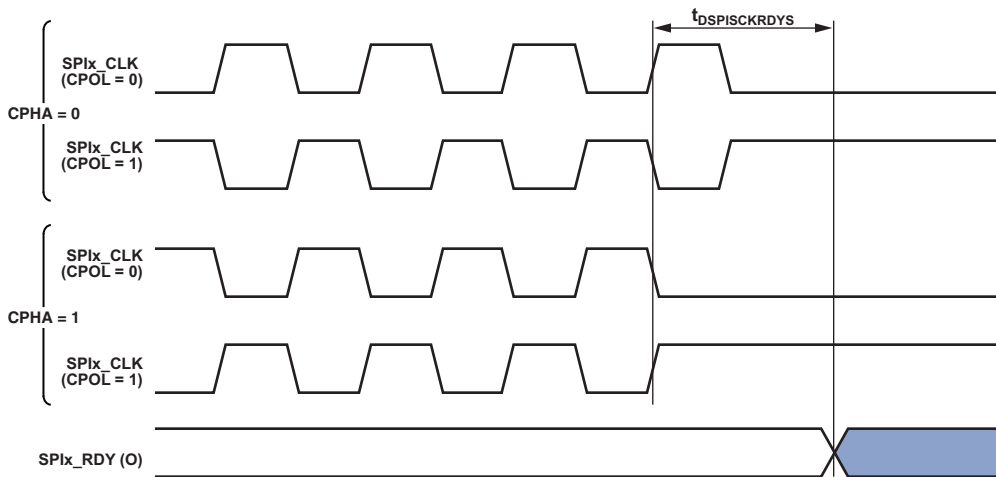 tDSPISCKRDYS
SPIx_CLK
(CPOL = 0)
CPHA = 0
SPIx_CLK
(CPOL = 1)
SPIx_CLK
(CPOL = 0)
CPHA = 1
SPIx_CLK
(CPOL = 1)
SPIx_RDY (O)